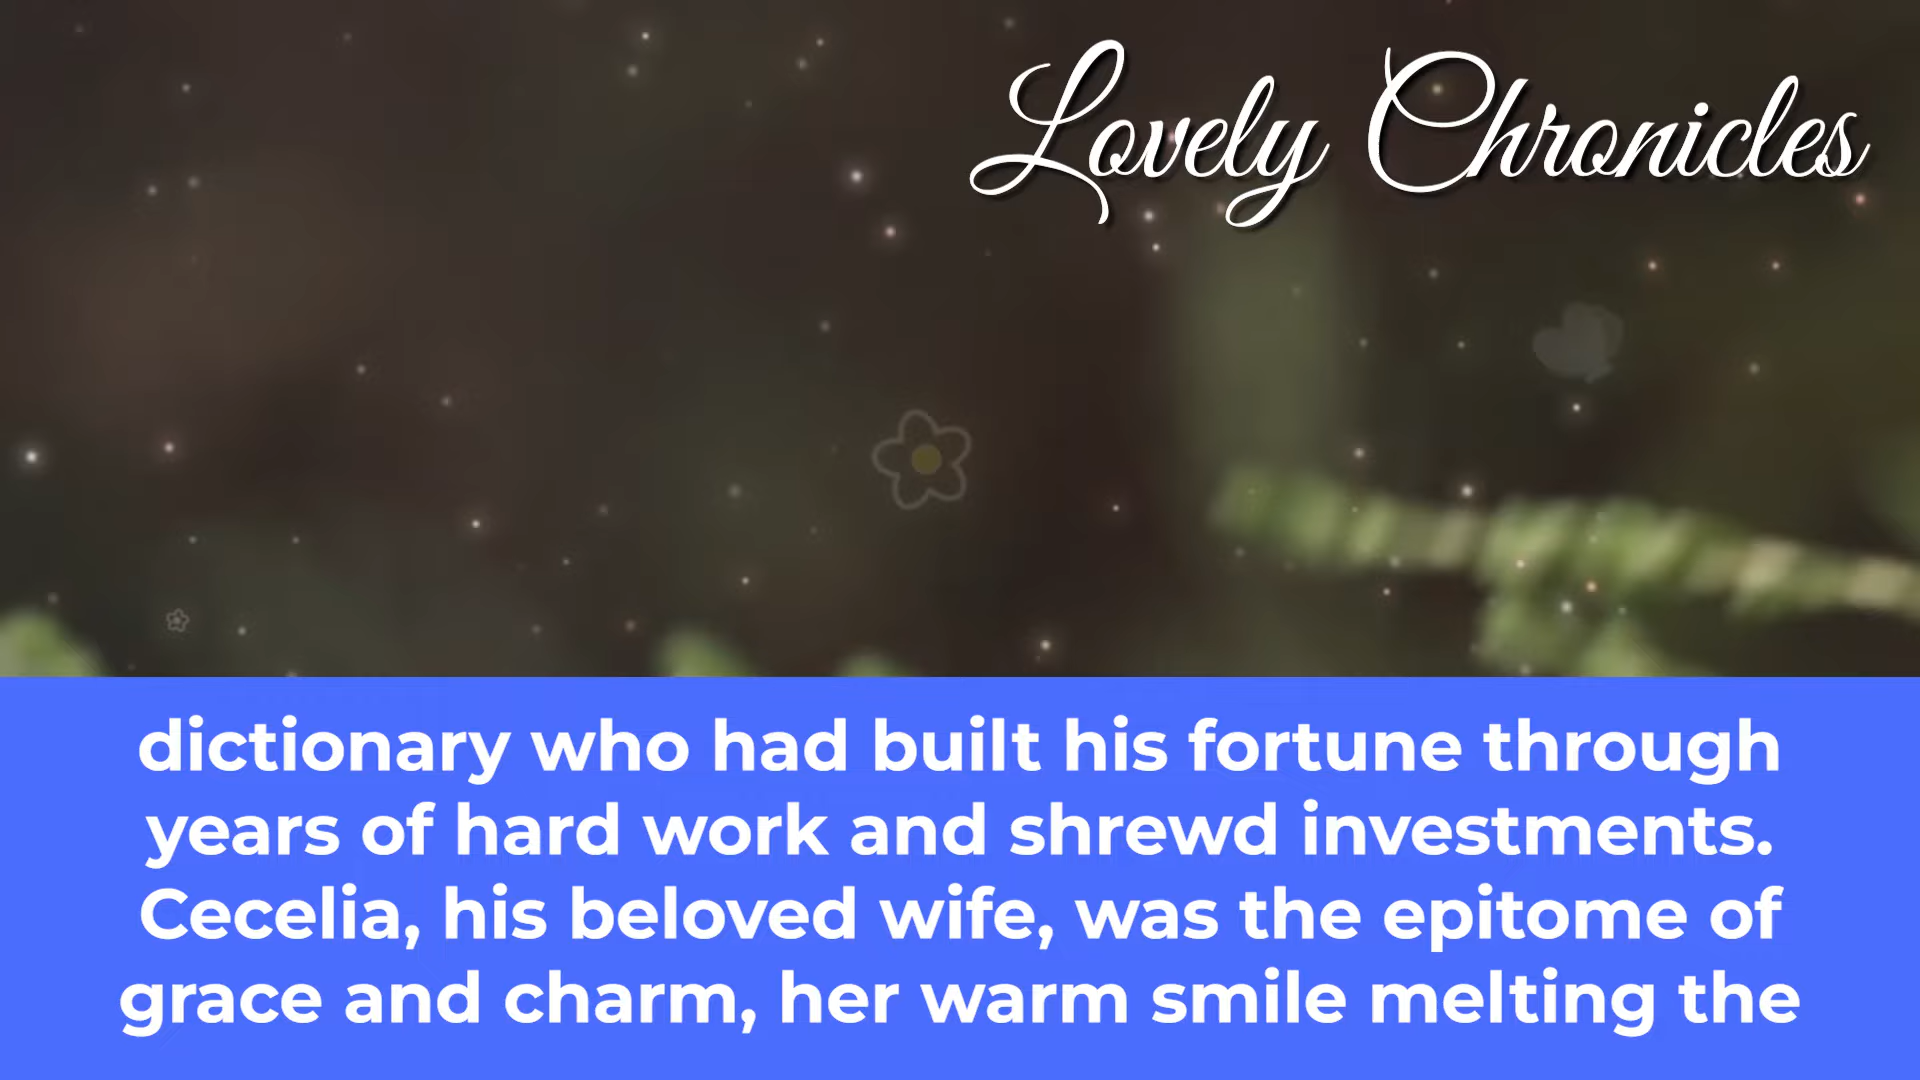 Lovely Chronicles
dictionary who had built his fortune through
years of hard work and shrewd investments.
Cecelia, his beloved wife, was the epitome of
grace and charm, her warm smile melting the